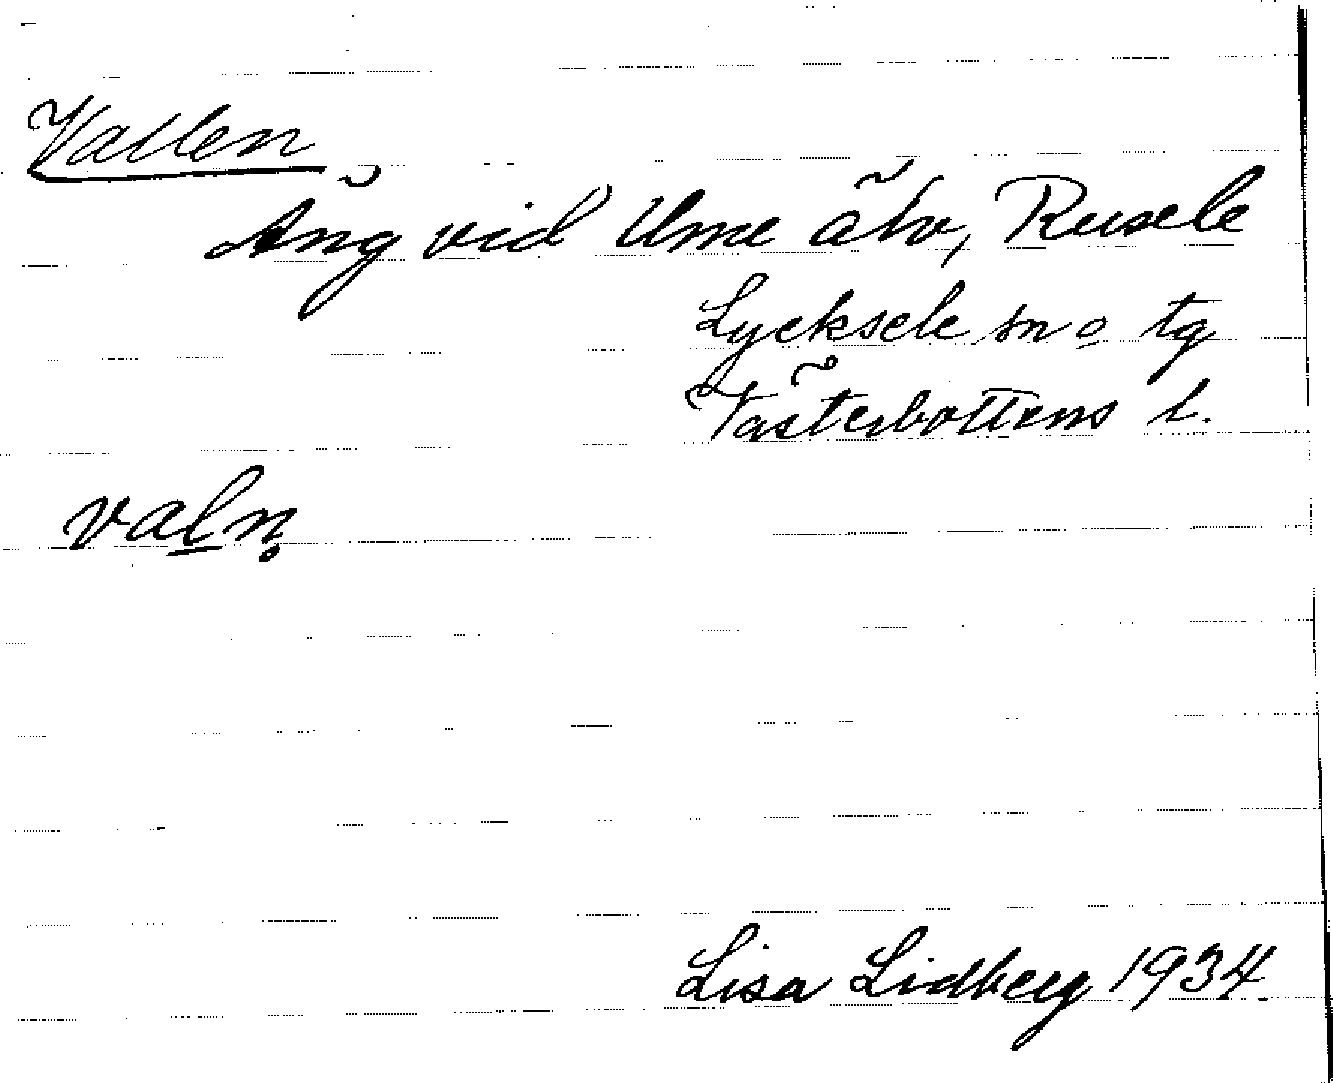 Vallen
Äng vid Ume älv, Rusele
Lycksele sn o tg
Västerbottens l.
valn̥
Lisa Lidberg 1934.